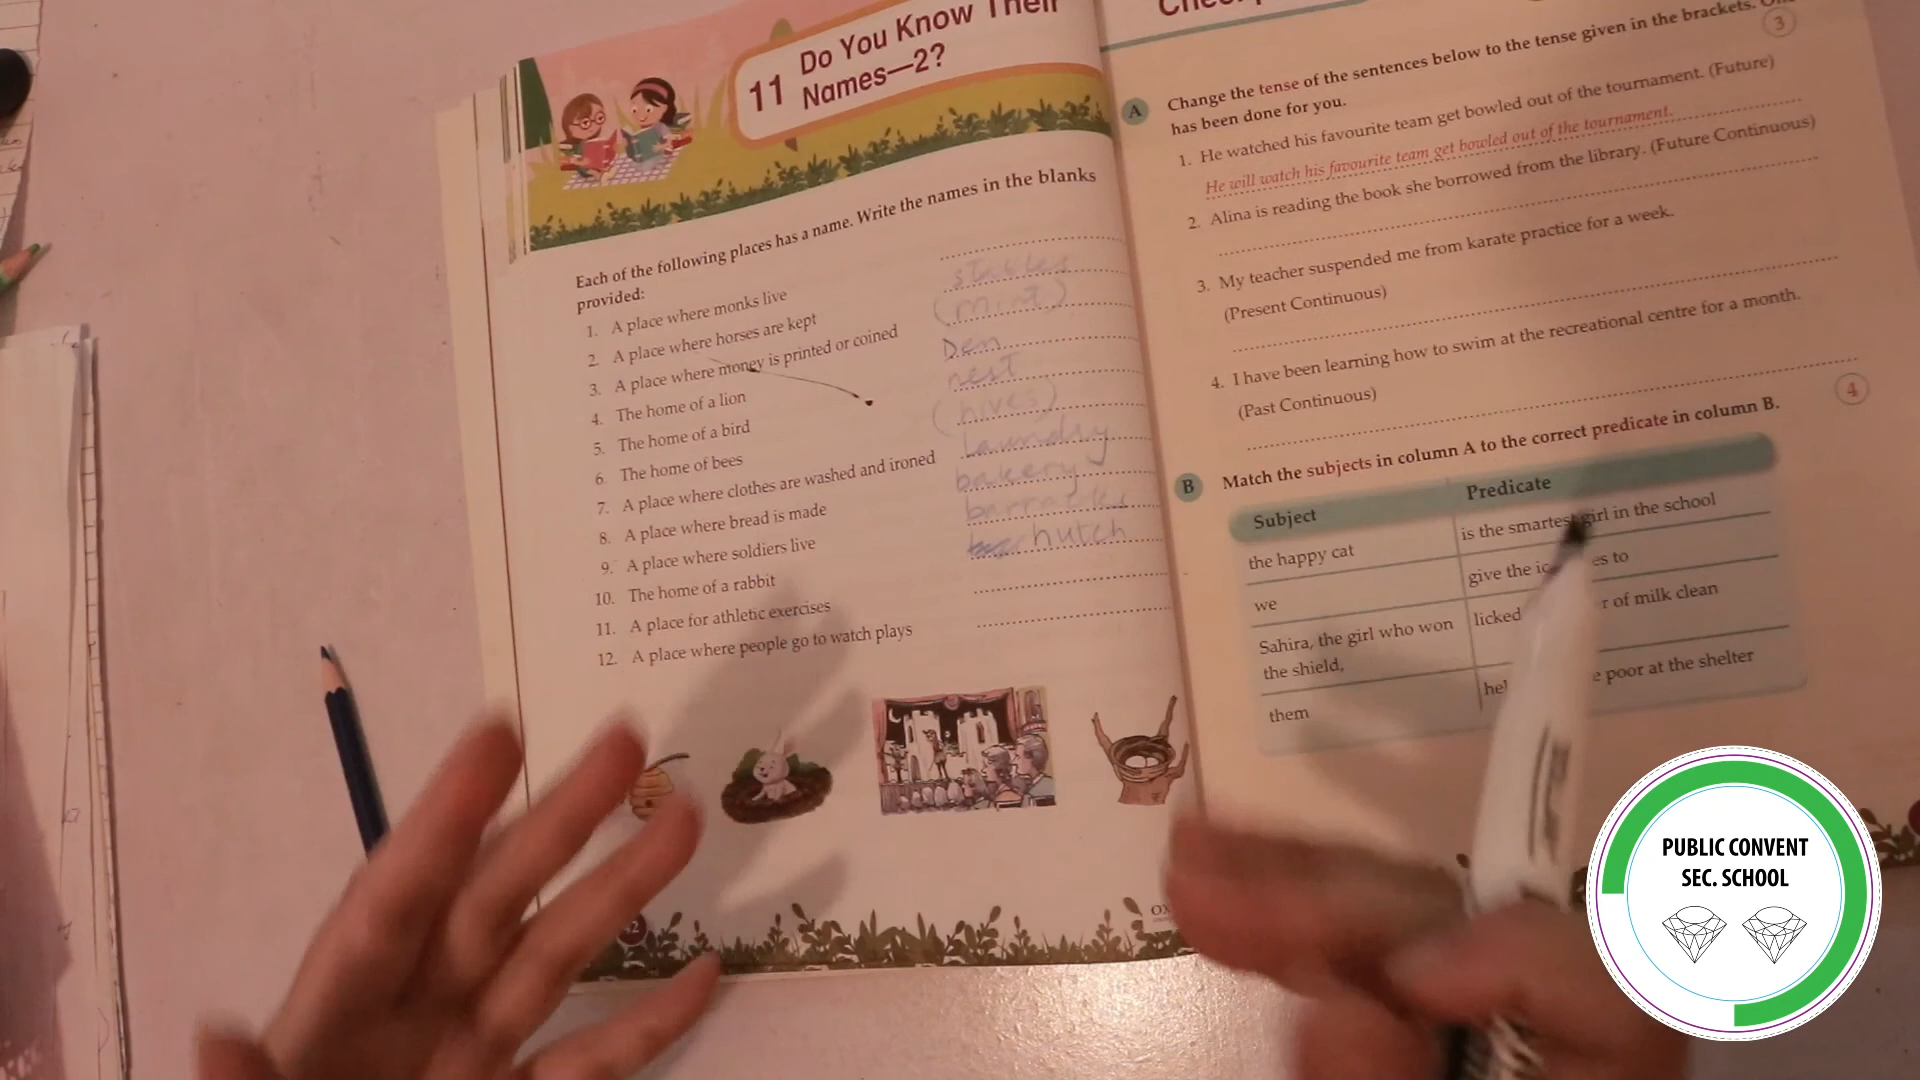 11 Do You Know Their
Names—2?
Each of the following places has a name. Write the names in the blanks
provided:
1. A place where monks live
2. A place where horses are kept
stables
3. A place where money is printed or coined
(mint)
4. The home of a lion
Den
5. The home of a bird
nest
6. The home of bees
(hives)
7. A place where clothes are washed and ironed
Laundry
8. A place where bread is made
bakery
9. A place where soldiers live
barracks
10. The home of a rabbit
hutch
11. A place for athletic exercises
12. A place where people go to watch plays
3
A Change the tense of the sentences below to the tense given in the brackets.
has been done for you.
1. He watched his favourite team get bowled out of the tournament. (Future)
He will watch his favourite team get bowled out of the tournament.
2. Alina is reading the book she borrowed from the library. (Future Continuous)
3. My teacher suspended me from karate practice for a week.
(Present Continuous)
4. I have been learning how to swim at the recreational centre for a month.
(Past Continuous)
4
B Match the subjects in column A to the correct predicate in column B.
Subject Predicate
the happy cat is the smartest girl in the school
we give the to
Sahira, the girl who won licked of milk clean
the shield,
them poor at the shelter
PUBLIC CONVENT
SEC. SCHOOL